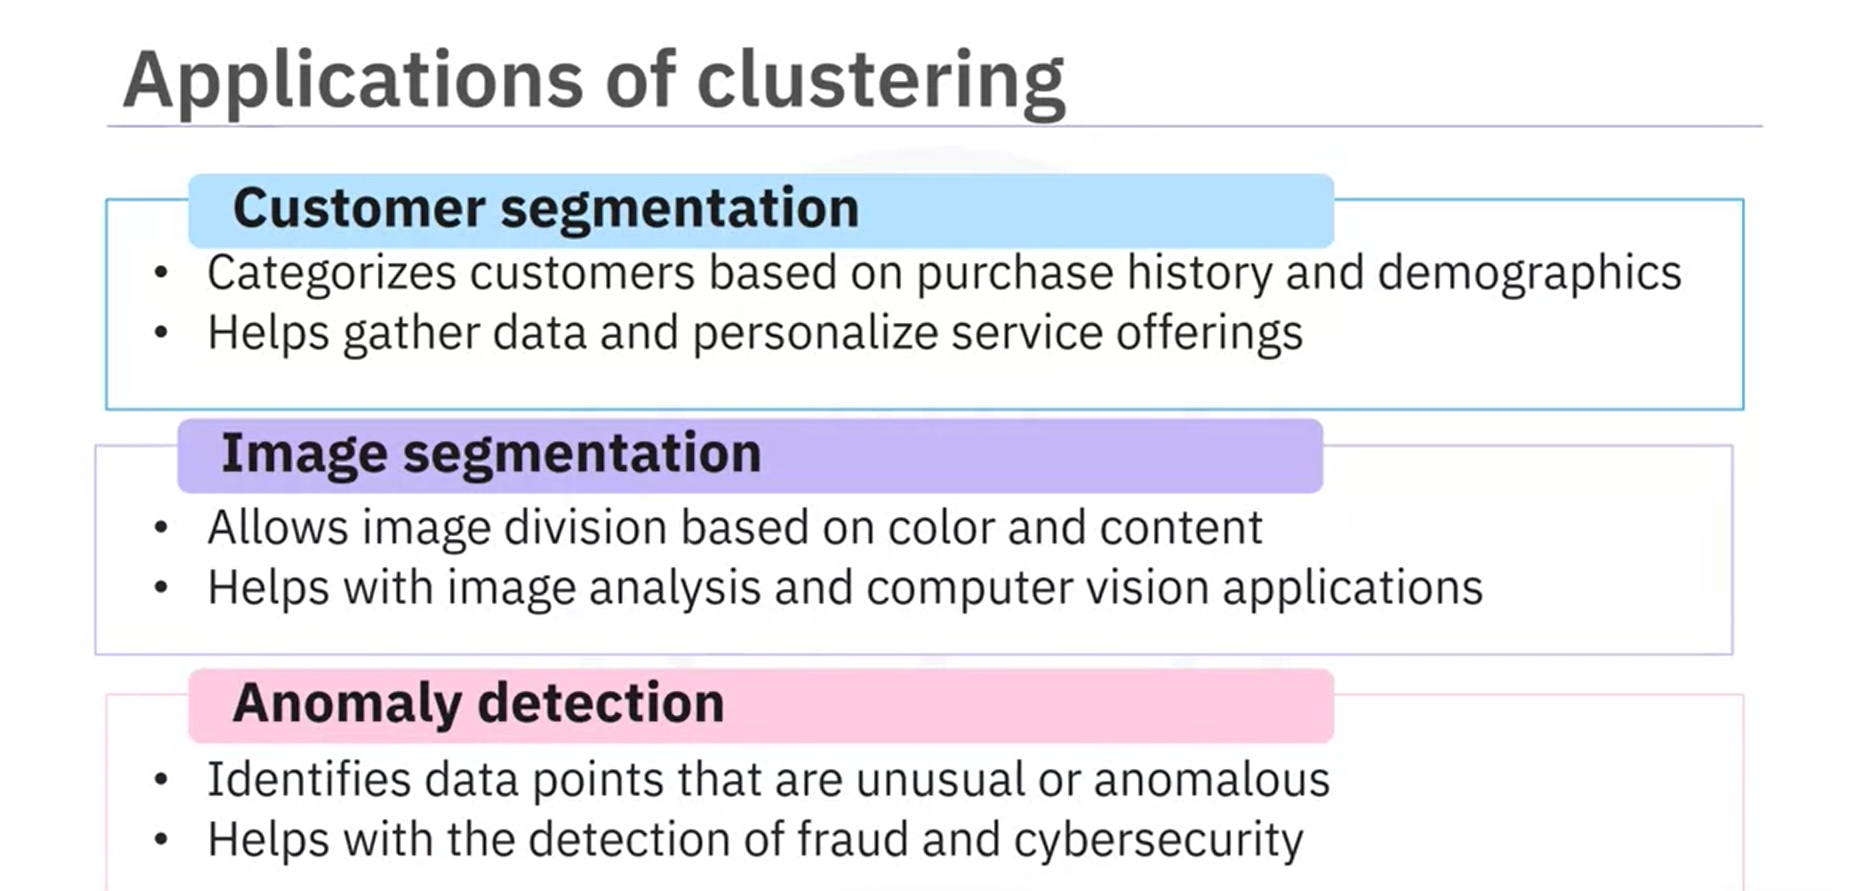 Applications of clustering
Customer segmentation
• Categorizes customers based on purchase history and demographics
• Helps gather data and personalize service offerings
Image segmentation
• Allows image division based on color and content
• Helps with image analysis and computer vision applications
Anomaly detection
• Identifies data points that are unusual or anomalous
• Helps with the detection of fraud and cybersecurity